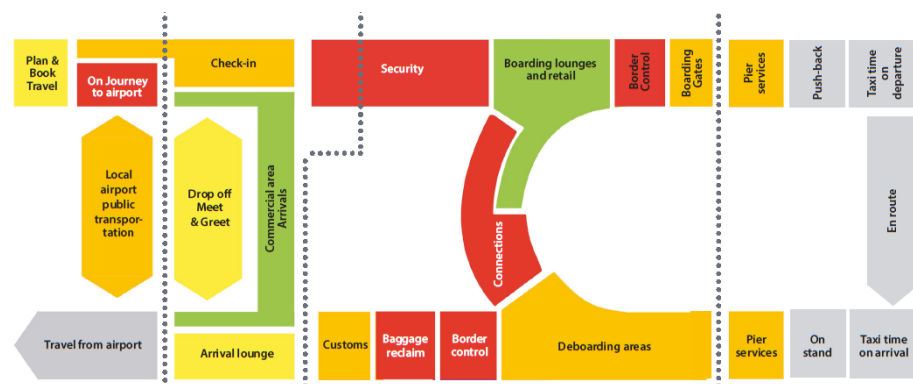 Plan &
Book
Travel
On Journey
to airport
Check-in
Security
Boarding lounges
and retail
Border
Control
Boarding
Gates
Pier
services
Push-back
Taxi time
on
departure
Local
airport
public
transpor-
tation
Drop off
Meet
& Greet
Commercial area
Arrivals
Connections
En route
Travel from airport
Arrival lounge
Customs
Baggage
reclaim
Border
control
Deboarding areas
Pier
services
On
stand
Taxi time
on arrival